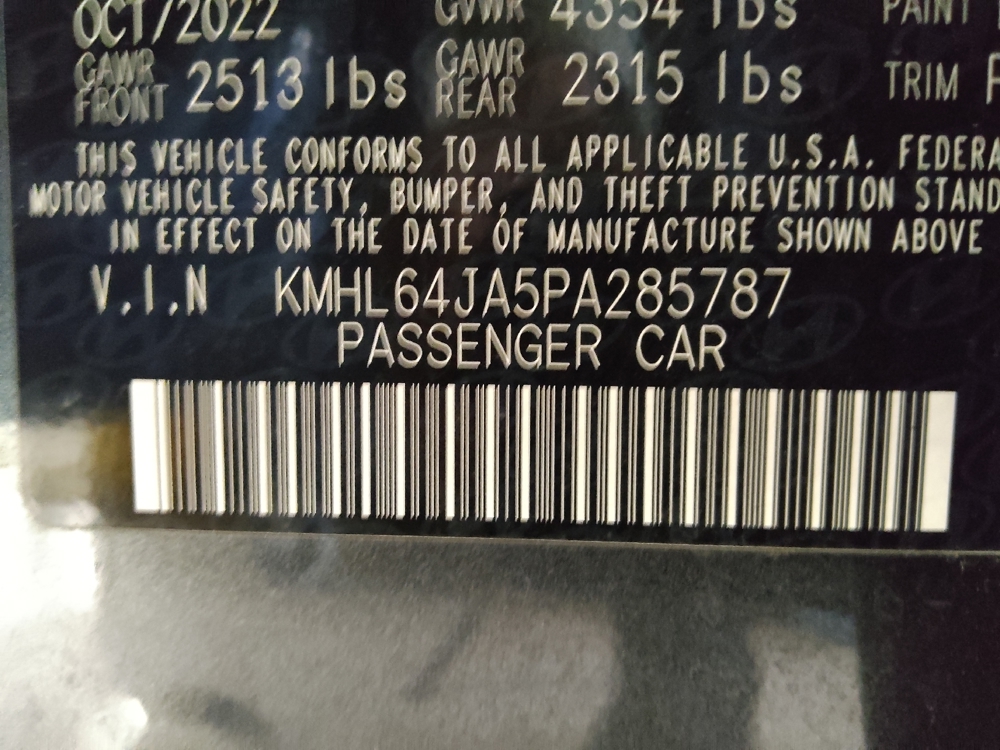 OCT/2022 GVWR 4354 lbs PAINT
GAWR FRONT 2513 lbs GAWR REAR 2315 lbs TRIM
THIS VEHICLE CONFORMS TO ALL APPLICABLE U.S.A. FEDERA
MOTOR VEHICLE SAFETY, BUMPER, AND THEFT PREVENTION STAND
IN EFFECT ON THE DATE OF MANUFACTURE SHOWN ABOVE
V.I.N KMHL64JA5PA285787
PASSENGER CAR